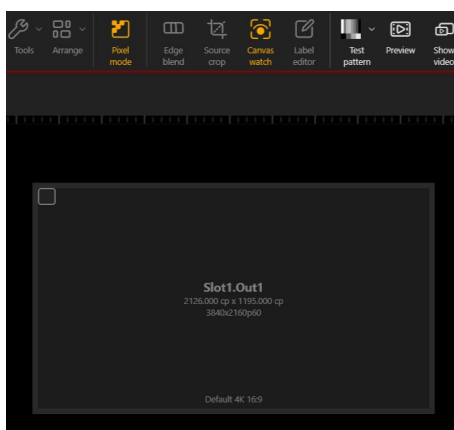 Tools
Arrange
Pixel
mode
Edge
blend
Source
crop
Canvas
watch
Label
editor
Test
pattern
Preview
Show
video
Slot1.Out1
2126.000 cp x 1195.000 cp
3840x2160p60
Default 4K 16:9